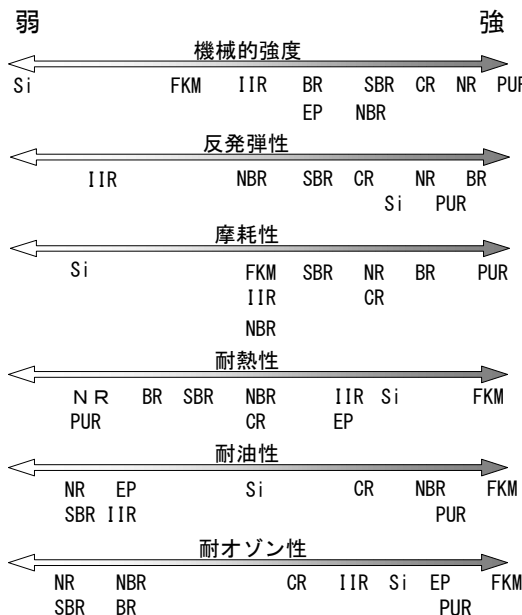 弱 強
機械的強度
Si FKM IIR BR SBR CR NR PUR
EP NBR
反発弾性
IIR NBR SBR CR NR BR
Si PUR
摩耗性
Si FKM SBR NR BR PUR
IIR CR
NBR
耐熱性
ＮＲ BR SBR NBR IIR Si FKM
PUR CR EP
耐油性
NR EP Si CR NBR FKM
SBR IIR PUR
耐オゾン性
NR NBR CR IIR Si EP FKM
SBR BR PUR